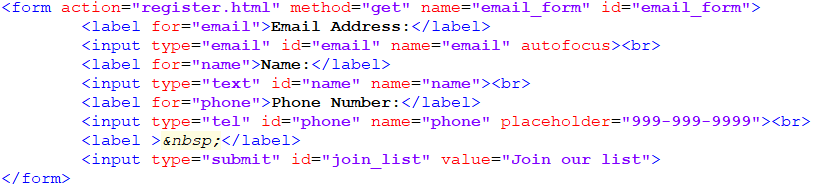 <form action="register.html" method="get" name="email_form" id="email_form">
<label for="email">Email Address:</label>
<input type="email" id="email" name="email" autofocus><br>
<label for="name">Name:</label>
<input type="text" id="name" name="name"><br>
<label for="phone">Phone Number:</label>
<input type="tel" id="phone" name="phone" placeholder="999-999-9999"><br>
<label >&nbsp;</label>
<input type="submit" id="join_list" value="Join our list">
</form>